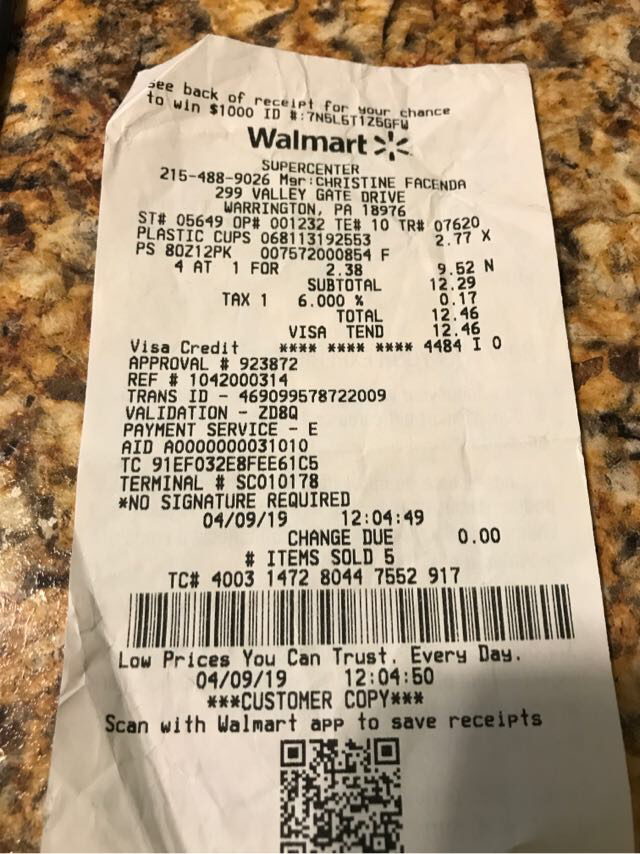 See back of receipt for your chance
to win $1000 ID #:7N5L5T1Z6GFW
Walmart
SUPERCENTER
215-488-9026 Mgr:CHRISTINE FACENDA
299 VALLEY GATE DRIVE
WARRINGTON, PA 18976
ST# 05649 OP# 001232 TE# 10 TR# 07620
PLASTIC CUPS 068113192553 2.77 X
PS 8OZ12PK 007572000854 F
4 AT 1 FOR 2.38 9.52 N
SUBTOTAL 12.29
TAX 1 6.000 % 0.17
TOTAL 12.46
VISA TEND 12.46
Visa Credit **** **** **** 4484 I 0
APPROVAL # 923872
REF # 1042000314
TRANS ID - 469099578722009
VALIDATION - ZD8Q
PAYMENT SERVICE - E
AID A0000000031010
TC 91EF032E8FEE61C5
TERMINAL # SC010178
*NO SIGNATURE REQUIRED
04/09/19 12:04:49
CHANGE DUE 0.00
# ITEMS SOLD 5
TC# 4003 1472 8044 7552 917
Low Prices You Can Trust. Every Day.
04/09/19 12:04:50
***CUSTOMER COPY***
Scan with Walmart app to save receipts